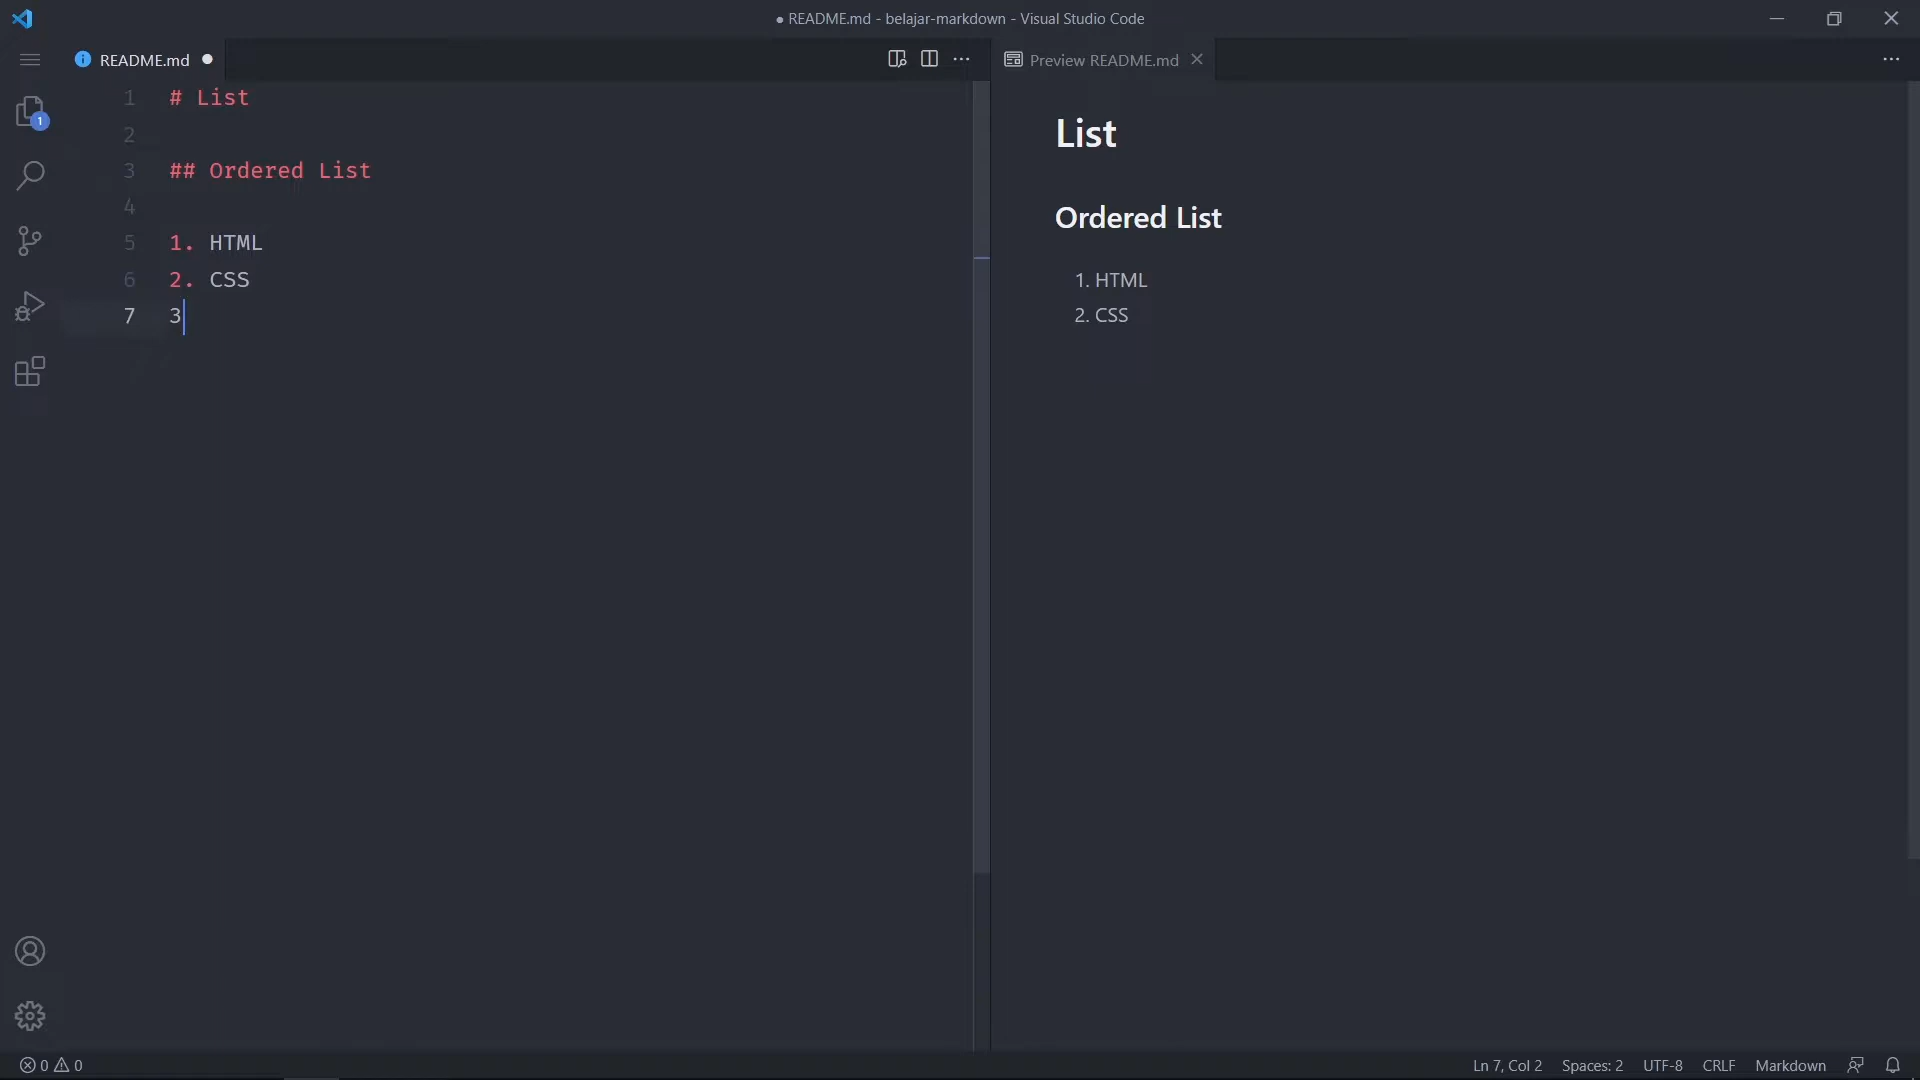 ● README.md - belajar-markdown - Visual Studio Code
README.md ●
Preview README.md
1
1 # List
2
3 ## Ordered List
4
5 1. HTML
6 2. CSS
7 3
List
Ordered List
1. HTML
2. CSS
0 0
Ln 7, Col 2 Spaces: 2 UTF-8 CRLF Markdown